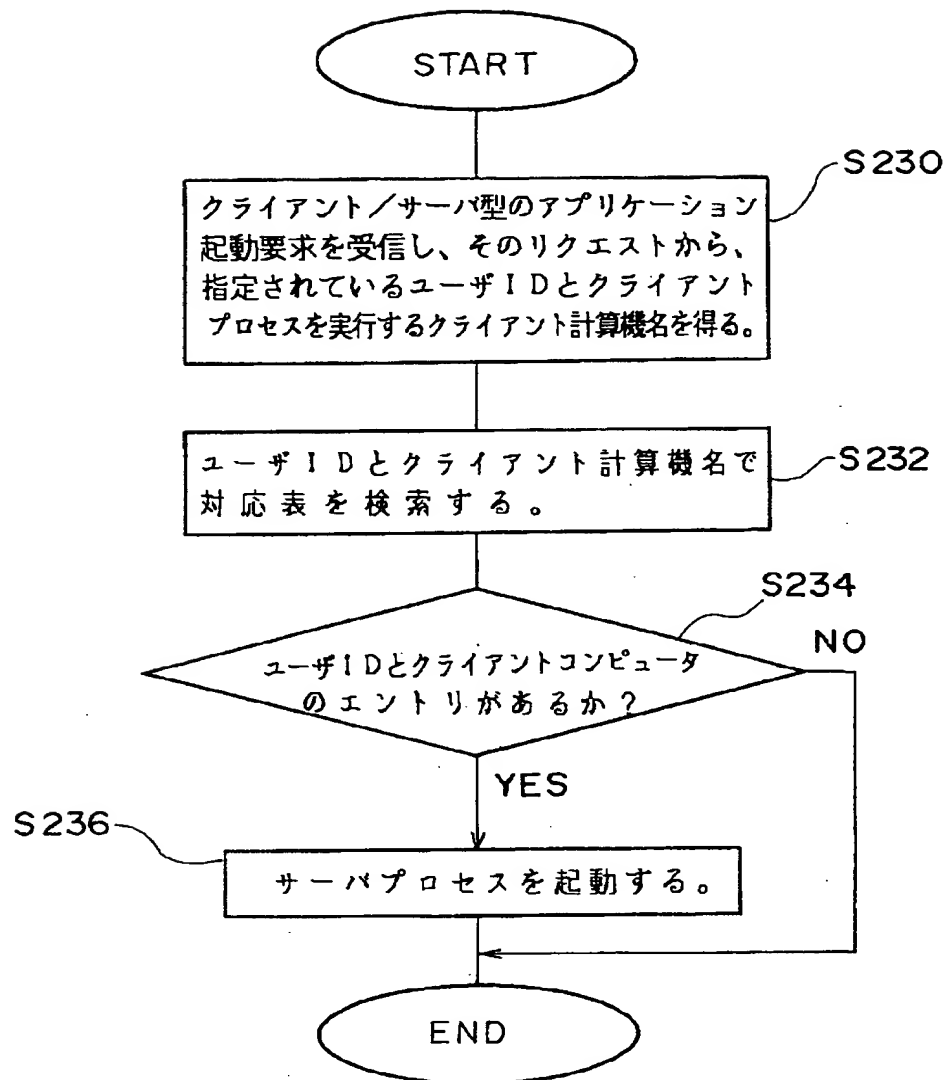 START
S230
クライアント/サーバ型のアプリケーション
起動要求を受信し、そのリクエストから、
指定されているユーザIDとクライアント
プロセスを実行するクライアント計算機名を得る。
S232
ユーザIDとクライアント計算機名で
対応表を検索する。
S234
NO
ユーザIDとクライアントコンピュータ
のエントリがあるか?
YES
S236
サーバプロセスを起動する。
END